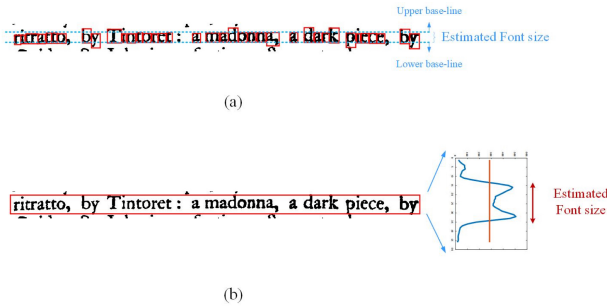 Upper base-line
ritratto, by Tintoret : a madonna, a dark piece, by
Estimated Font size
Lower base-line
(a)
ritratto, by Tintoret : a madonna, a dark piece, by
Estimated
Font size
(b)